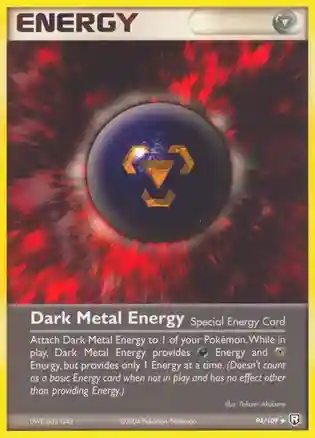 ENERGY
Dark Metal Energy Special Energy Card
Attach Dark Metal Energy to 1 of your Pokémon. While in
play, Dark Metal Energy provides Energy and
Energy, but provides only 1 Energy at a time. (Doesn't count
as a basic Energy card when not in play and has no effect other
than providing Energy.)
Illus. Takumi Akabane
©2004 Pokémon/Nintendo
94/109
R